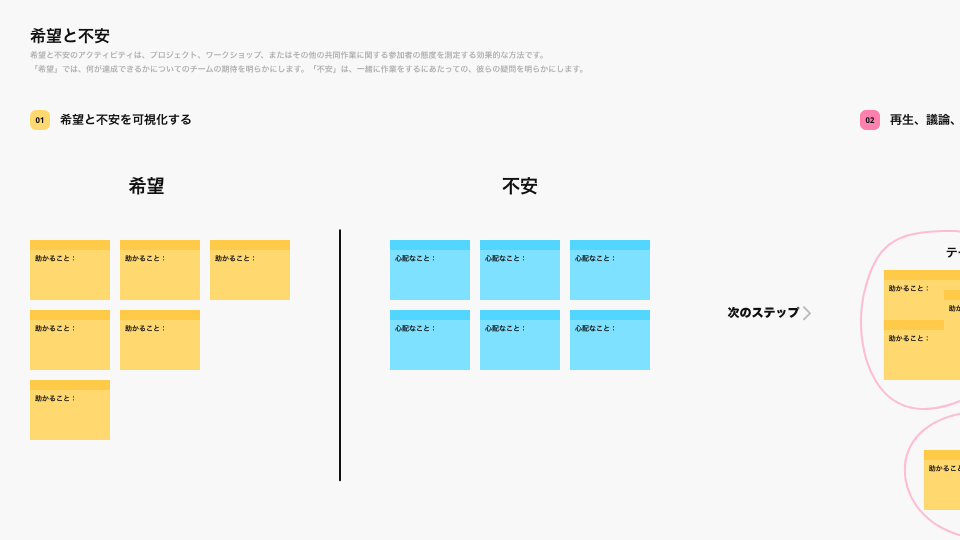 希望と不安
希望と不安のアクティビティは、プロジェクト、ワークショップ、またはその他の共同作業に関する参加者の態度を測定する効果的な方法です。
「希望」では、何が達成できるかについてのチームの期待を明らかにします。「不安」は、一緒に作業をするにあたっての、彼らの疑問を明らかにします。
01 希望と不安を可視化する
02 再生、議論、
希望
不安
助かること： 助かること： 助かること：
心配なこと： 心配なこと： 心配なこと：
助かること： 助かること：
心配なこと： 心配なこと： 心配なこと：
助かること：
次のステップ
テ
助かること：
助か
助かること：
助かるこ